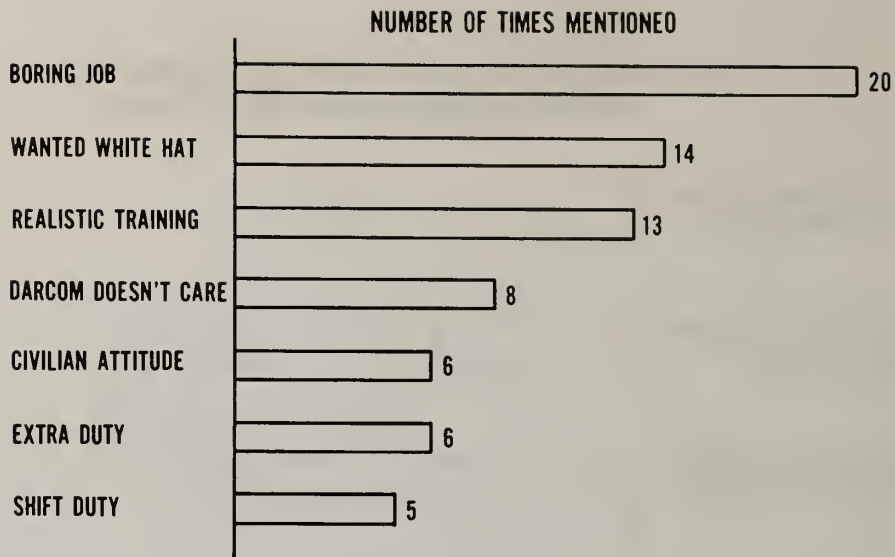 NUMBER OF TIMES MENTIONED
BORING JOB 20
WANTED WHITE HAT 14
REALISTIC TRAINING 13
DARCOM DOESN'T CARE 8
CIVILIAN ATTITUDE 6
EXTRA DUTY 6
SHIFT DUTY 5